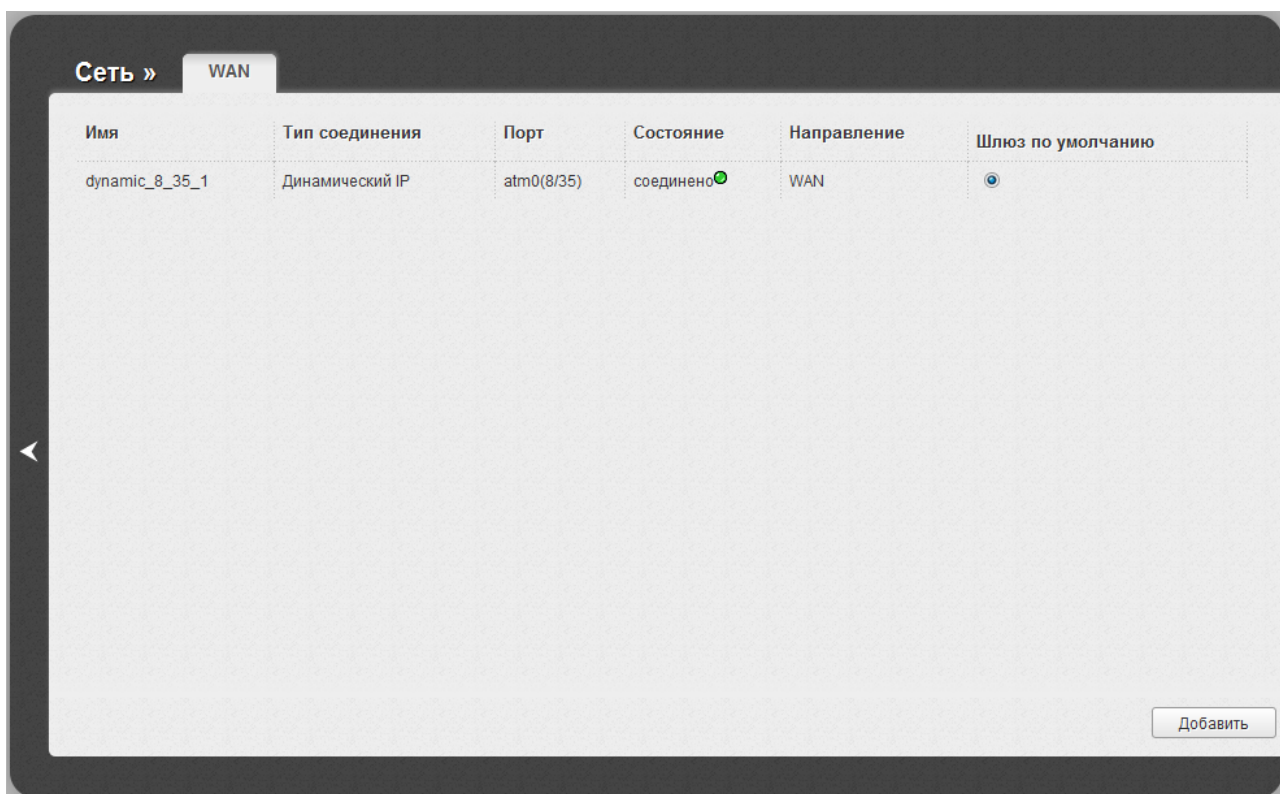 Сеть » WAN
Имя Тип соединения Порт Состояние Направление Шлюз по умолчанию
dynamic_8_35_1 Динамический IP atm0(8/35) соединено WAN
Добавить